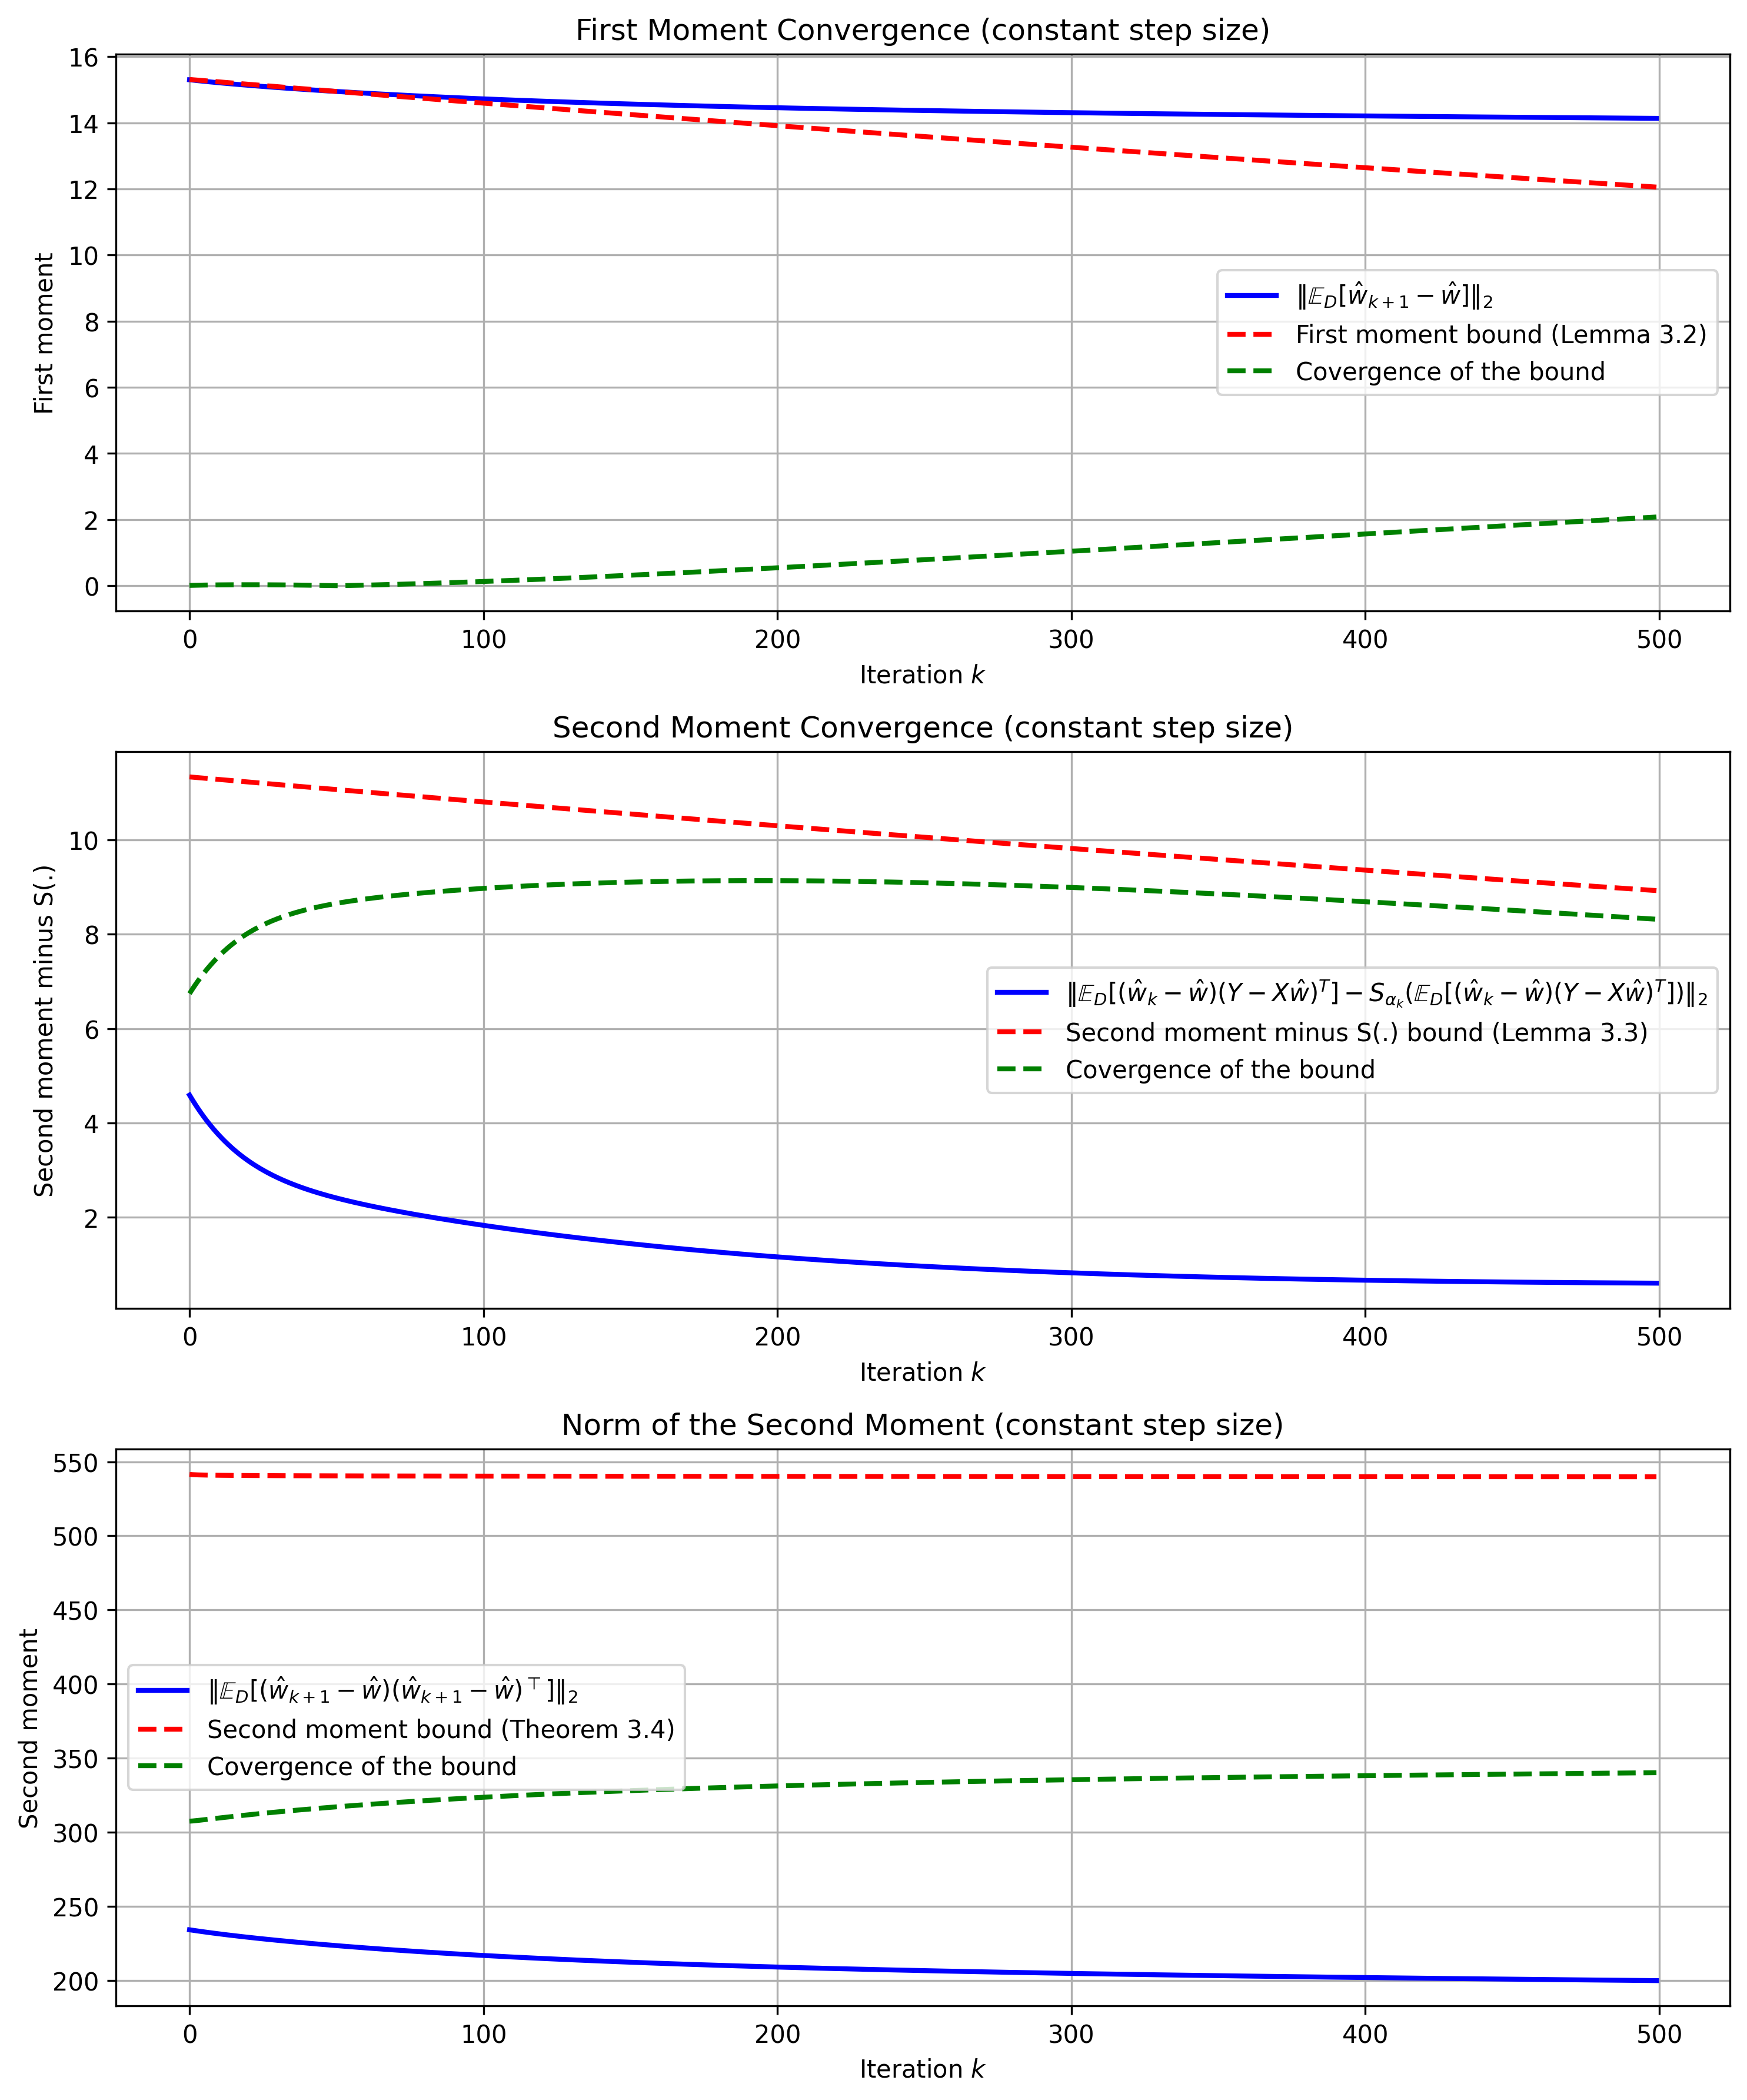 First Moment Convergence (constant step size)
16
14
12
10
8
6
4
2
0
First moment
‖𝔼_D[ŵ_{k+1} − ŵ]‖₂
First moment bound (Lemma 3.2)
Covergence of the bound
0 100 200 300 400 500
Iteration k
Second Moment Convergence (constant step size)
10
8
6
4
2
Second moment minus S(.)
‖𝔼_D[(ŵ_k − ŵ)(Y − Xŵ)^T] − S_{α_k}(𝔼_D[(ŵ_k − ŵ)(Y − Xŵ)^T])‖₂
Second moment minus S(.) bound (Lemma 3.3)
Covergence of the bound
0 100 200 300 400 500
Iteration k
Norm of the Second Moment (constant step size)
550
500
450
400
350
300
250
200
Second moment
‖𝔼_D[(ŵ_{k+1} − ŵ)(ŵ_{k+1} − ŵ)^⊤]‖₂
Second moment bound (Theorem 3.4)
Covergence of the bound
0 100 200 300 400 500
Iteration k